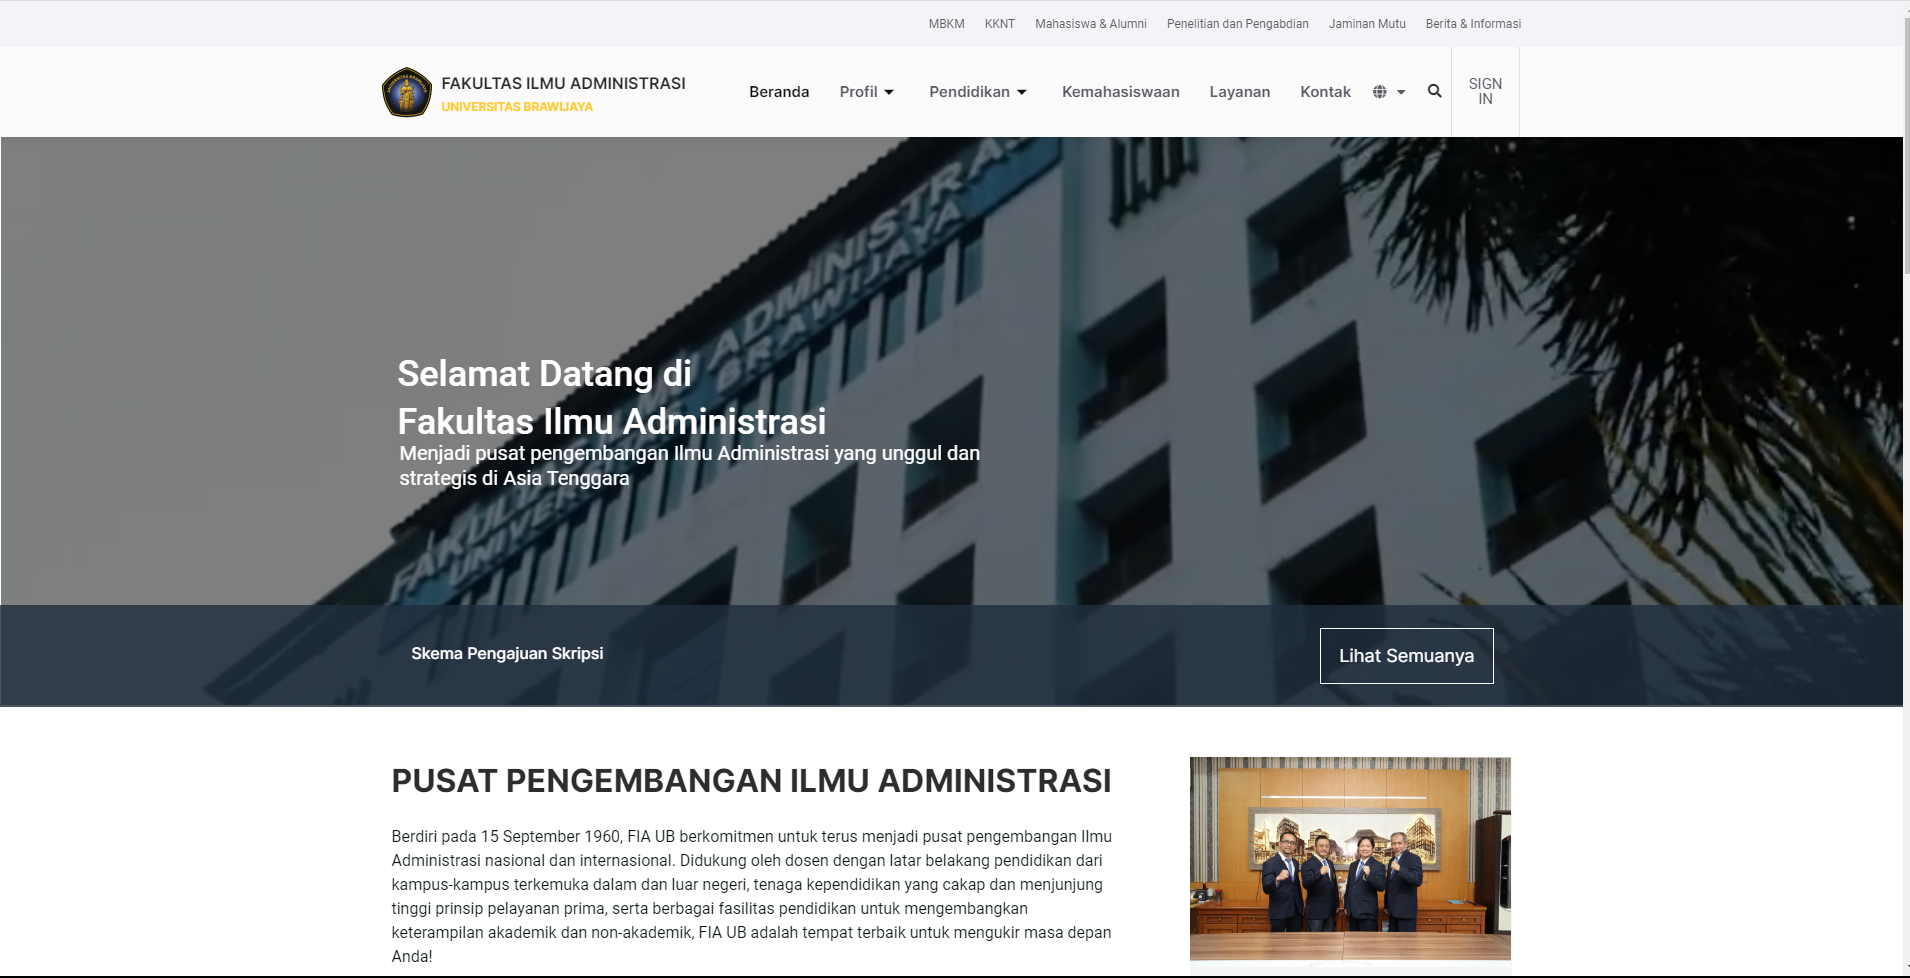 MBKM KKNT Mahasiswa & Alumni Penelitian dan Pengabdian Jaminan Mutu Berita & Informasi
FAKULTAS ILMU ADMINISTRASI
UNIVERSITAS BRAWIJAYA
Beranda Profil Pendidikan Kemahasiswaan Layanan Kontak
SIGN
IN
FAKULTAS ILMU ADMINISTRASI
UNIVERSITAS BRAWIJAYA
Selamat Datang di
Fakultas Ilmu Administrasi
Menjadi pusat pengembangan Ilmu Administrasi yang unggul dan
strategis di Asia Tenggara
Skema Pengajuan Skripsi
Lihat Semuanya
PUSAT PENGEMBANGAN ILMU ADMINISTRASI
Berdiri pada 15 September 1960, FIA UB berkomitmen untuk terus menjadi pusat pengembangan Ilmu
Administrasi nasional dan internasional. Didukung oleh dosen dengan latar belakang pendidikan dari
kampus-kampus terkemuka dalam dan luar negeri, tenaga kependidikan yang cakap dan menjunjung
tinggi prinsip pelayanan prima, serta berbagai fasilitas pendidikan untuk mengembangkan
keterampilan akademik dan non-akademik, FIA UB adalah tempat terbaik untuk mengukir masa depan
Anda!